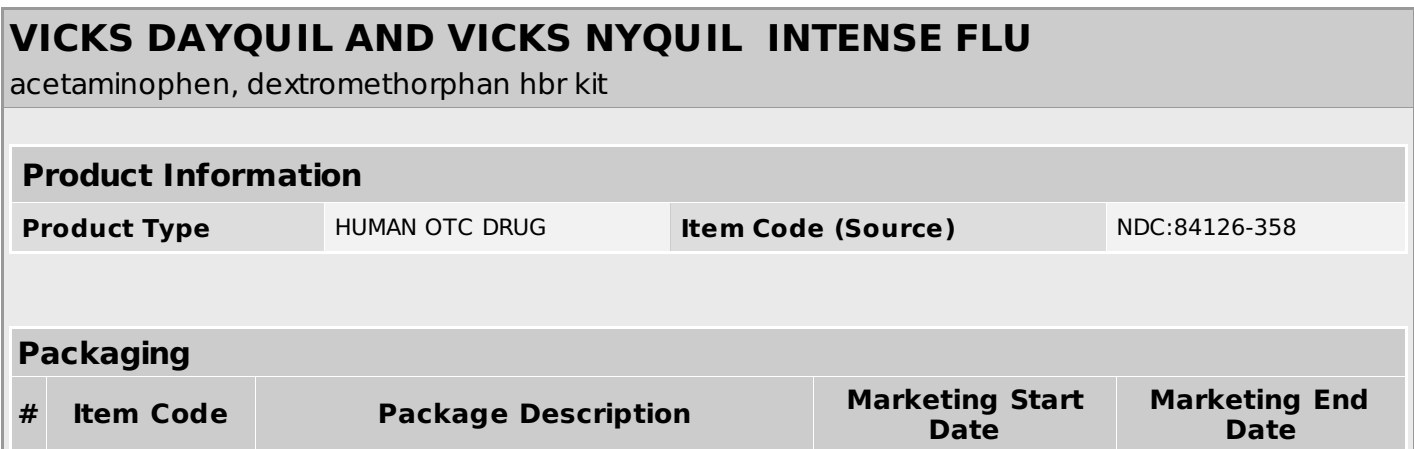 VICKS DAYQUIL AND VICKS NYQUIL INTENSE FLU
acetaminophen, dextromethorphan hbr kit
Product Information
Product Type HUMAN OTC DRUG Item Code (Source) NDC:84126-358
Packaging
# Item Code Package Description Marketing Start Date Marketing End Date